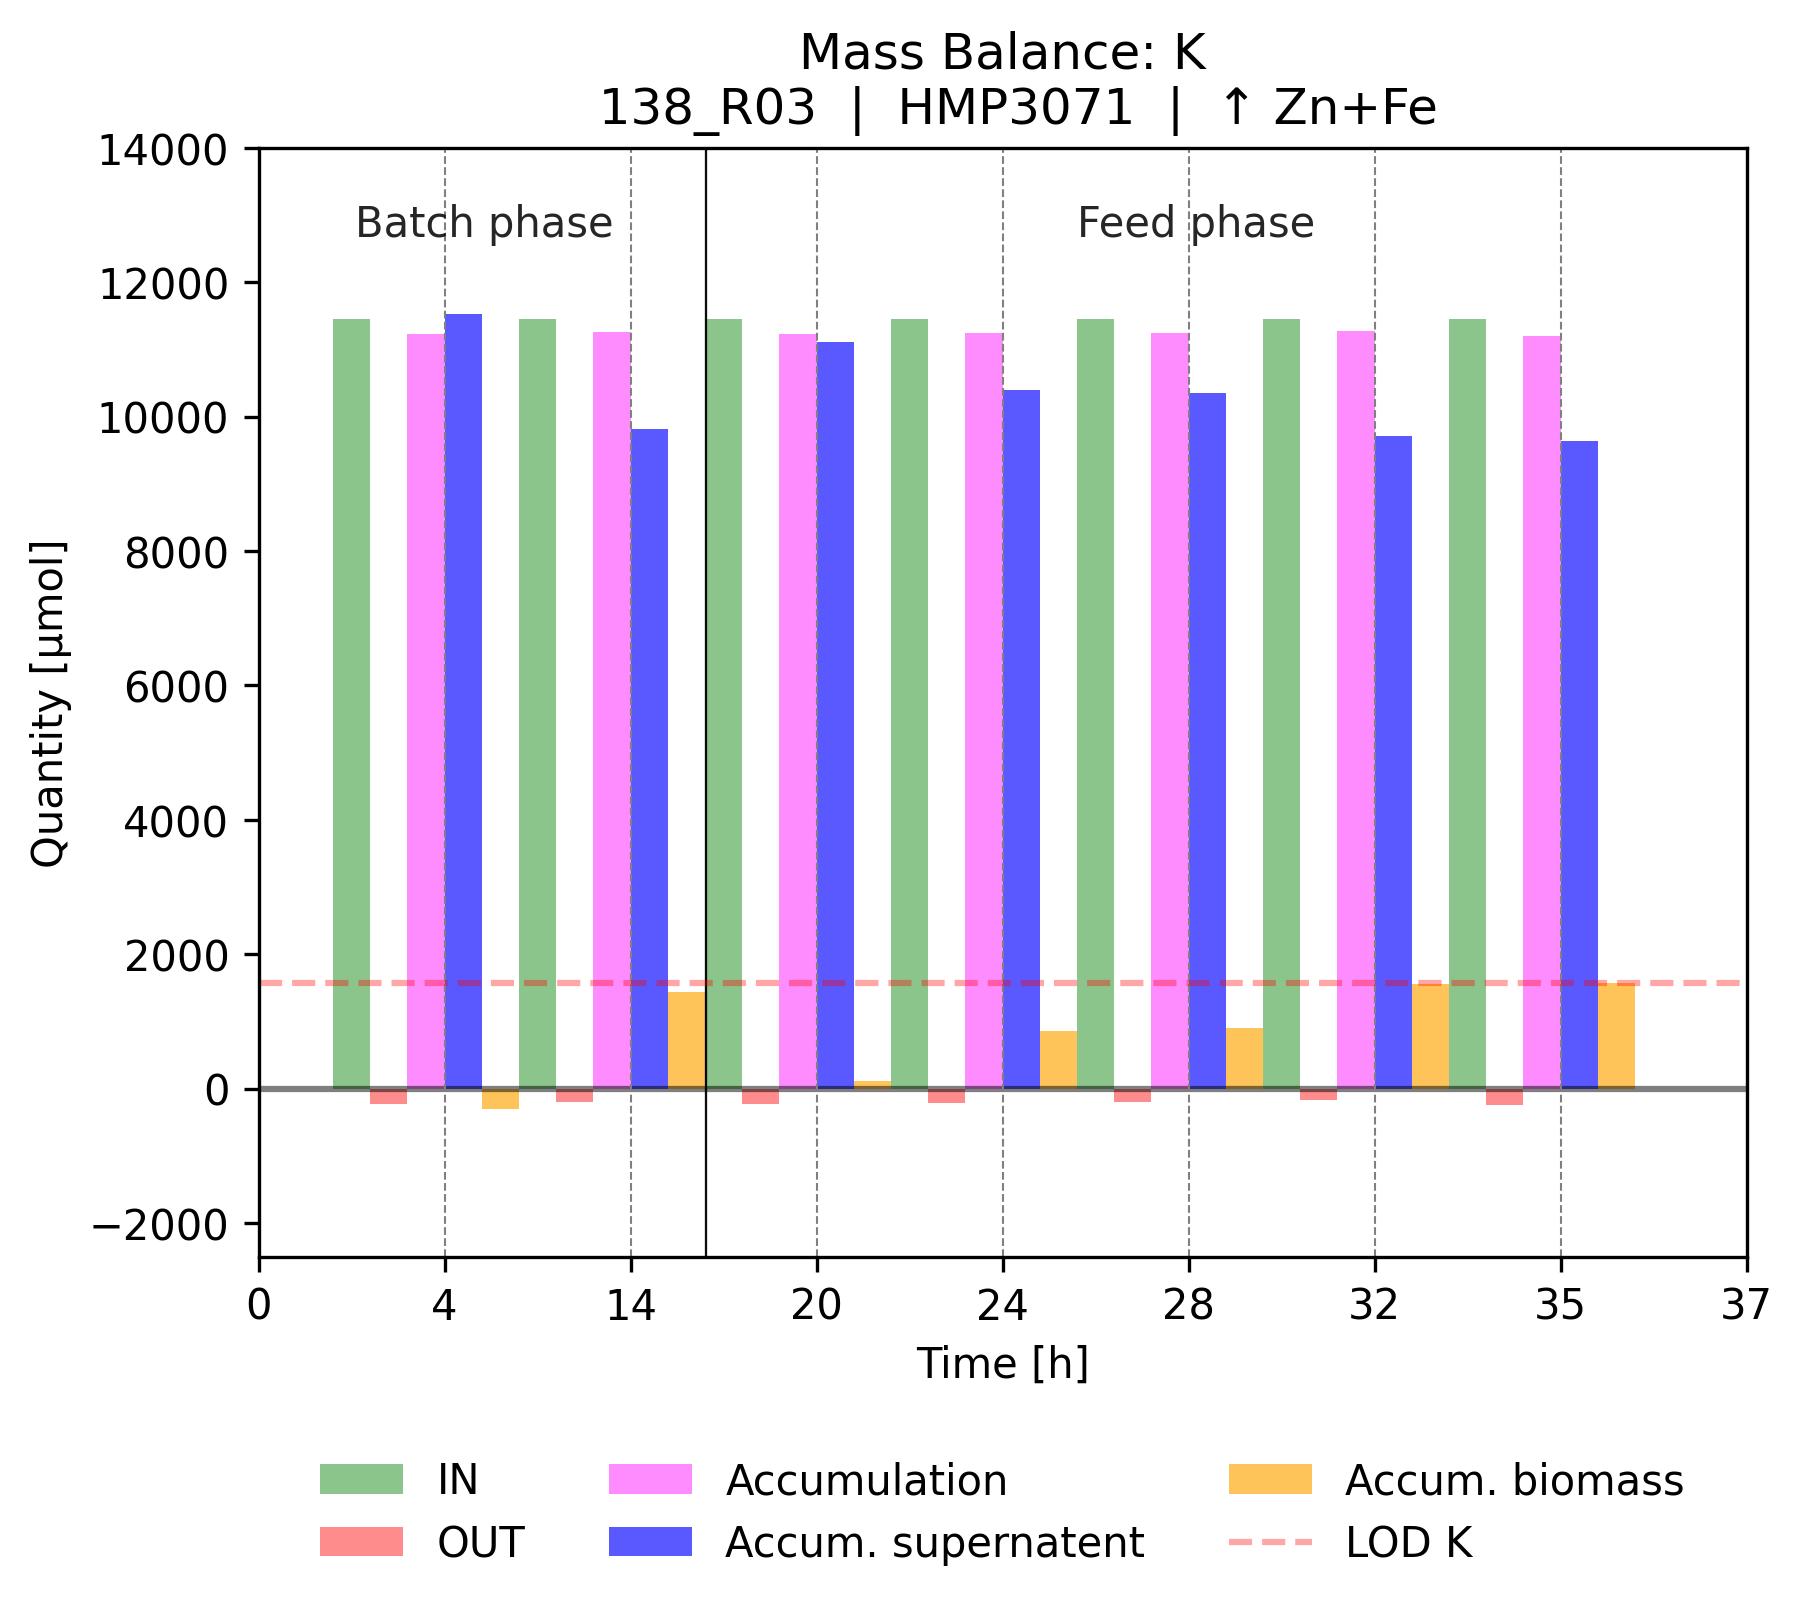 Mass Balance: K
138_R03 | HMP3071 | ↑ Zn+Fe
14000
12000
10000
8000
6000
4000
2000
0
−2000
Quantity [µmol]
Batch phase
Feed phase
0 4 14 20 24 28 32 35 37
Time [h]
IN
OUT
Accumulation
Accum. supernatent
Accum. biomass
LOD K